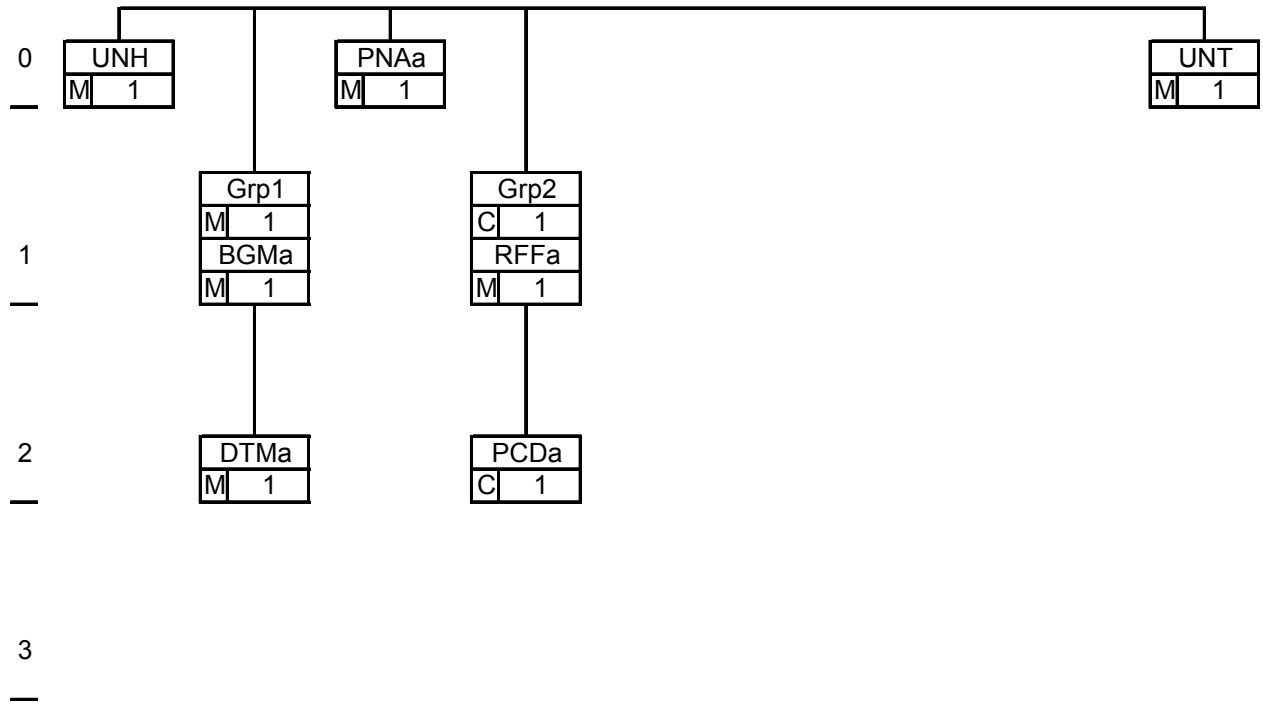 0 UNH PNAa UNT
M 1 M 1 M 1
Grp1 Grp2
M 1 C 1
1 BGMa RFFa
M 1 M 1
2 DTMa PCDa
M 1 C 1
3